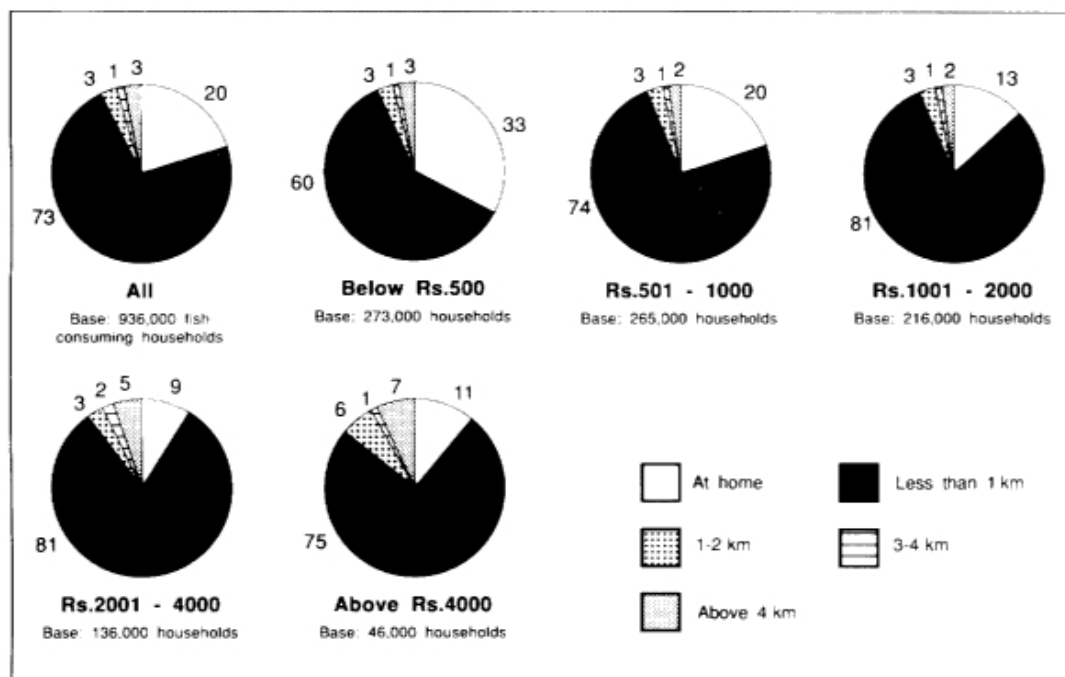 3 1 3
20
73
All
Base: 936,000 fish
consuming households
3 1 3
33
60
Below Rs.500
Base: 273,000 households
3 1 2
20
74
Rs.501 - 1000
Base: 265,000 households
3 1 2
13
81
Rs.1001 - 2000
Base: 216,000 households
3 2 5 9
81
Rs.2001 - 4000
Base: 136.000 households
6 1 7 11
75
Above Rs.4000
Base: 46,000 households
At home
Less than 1 km
1-2 km
3-4 km
Above 4 km